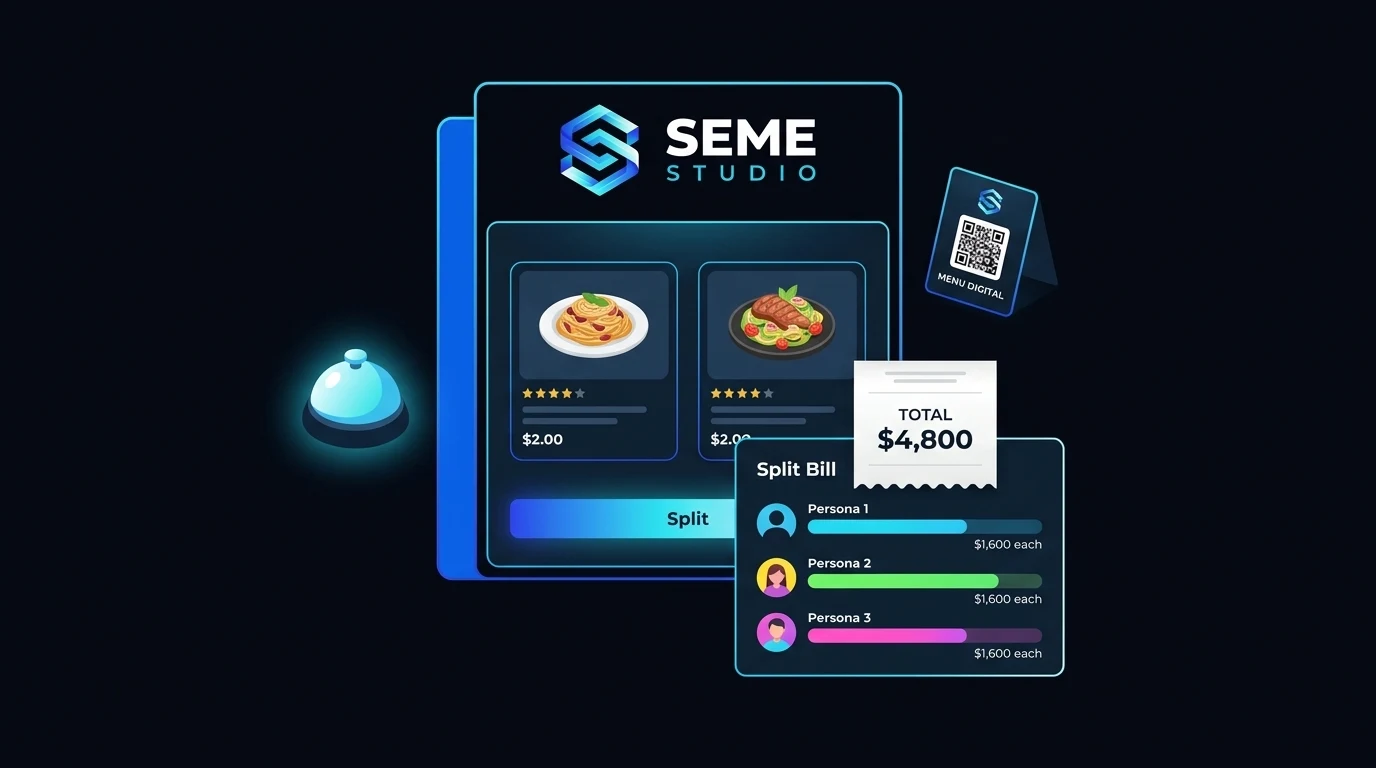 SEME
STUDIO
MENU DIGITAL
$2.00
$2.00
Split
TOTAL
$4,800
Split Bill
Persona 1
$1,600 each
Persona 2
$1,600 each
Persona 3
$1,600 each